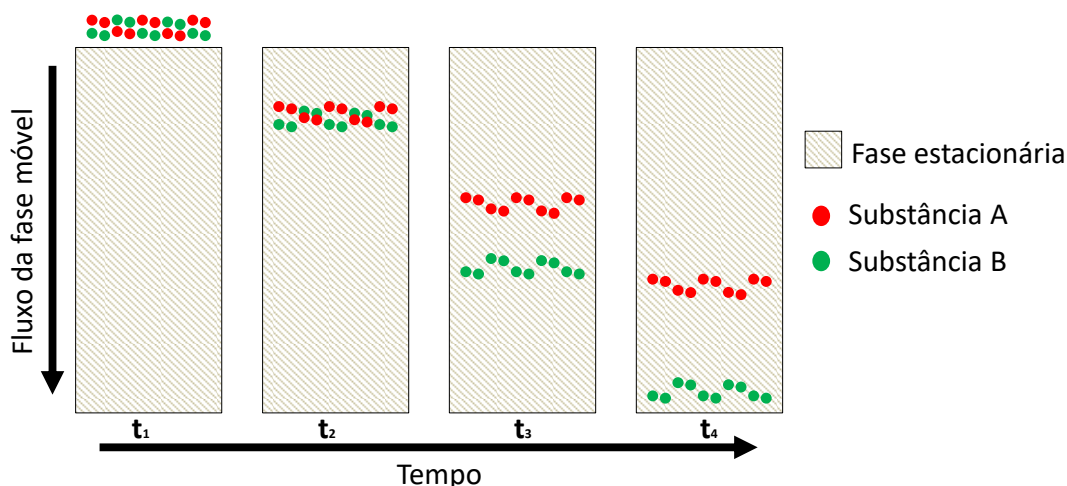 Fluxo da fase móvel
Fase estacionária
Substância A
Substância B
t₁
t₂
t₃
t₄
Tempo